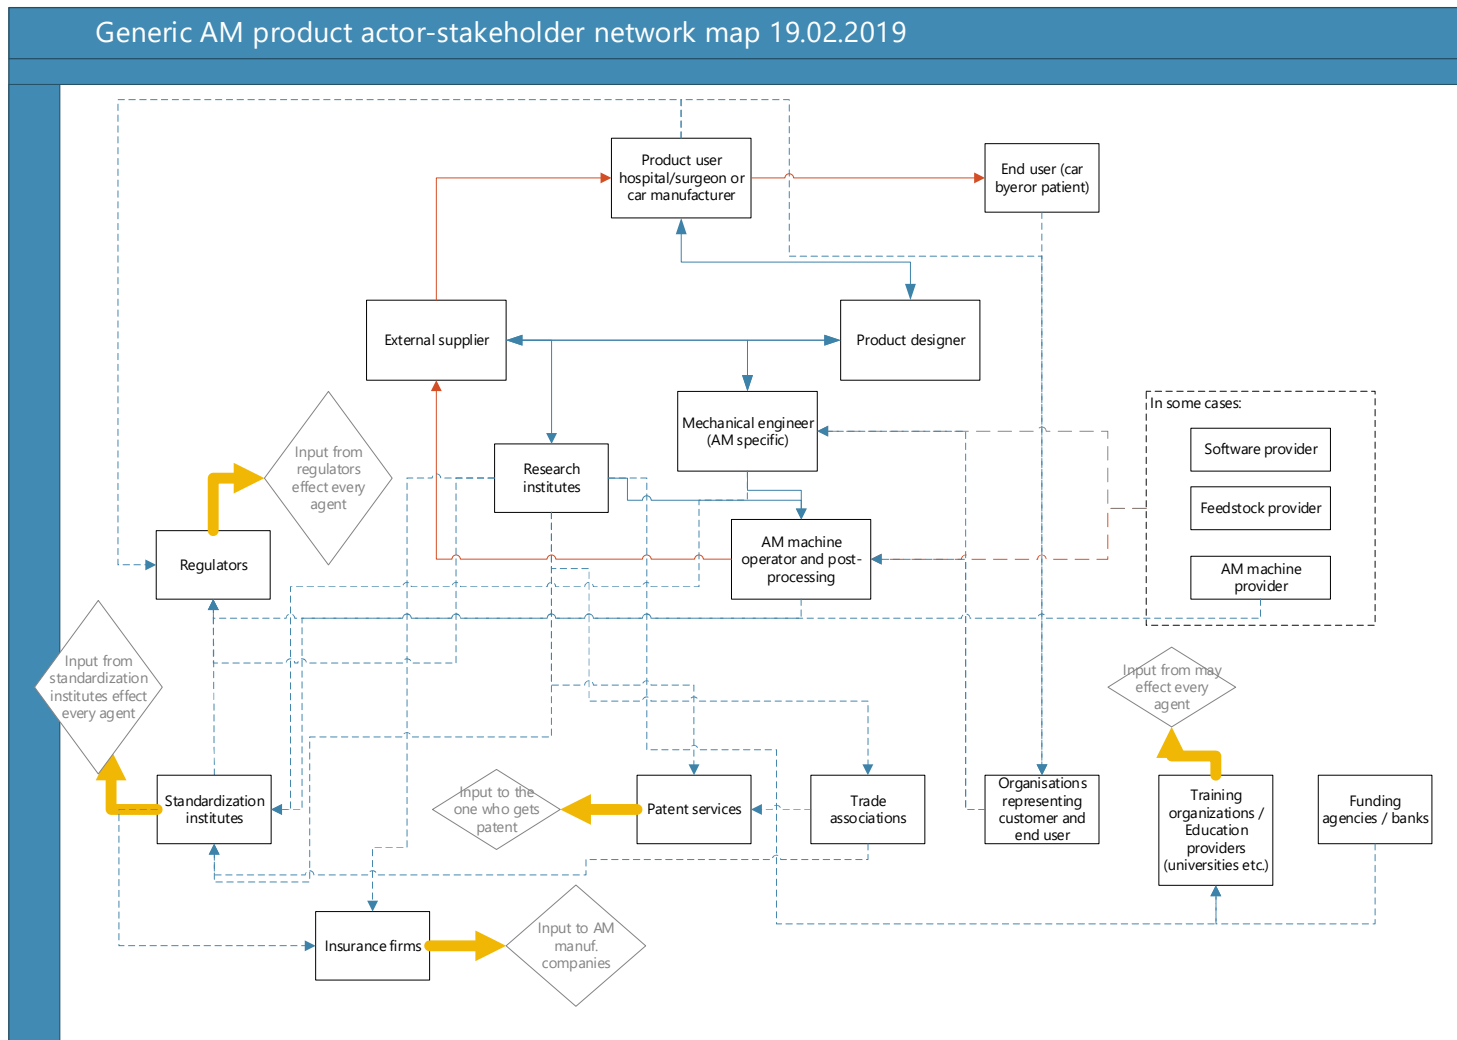 Generic AM product actor-stakeholder network map 19.02.2019
Product user
hospital/surgeon or
car manufacturer
End user (car
byeror patient)
External supplier
Product designer
Mechanical engineer
(AM specific)
In some cases:
Software provider
Feedstock provider
AM machine
provider
Input from
regulators
effect every
agent
Research
institutes
AM machine
operator and post-
processing
Regulators
Input from
standardization
institutes effect
every agent
Input from may
effect every
agent
Standardization
institutes
Input to the
one who gets
patent
Patent services
Trade
associations
Organisations
representing
customer and
end user
Training
organizations /
Education
providers
(universities etc.)
Funding
agencies / banks
Insurance firms
Input to AM
manuf.
companies